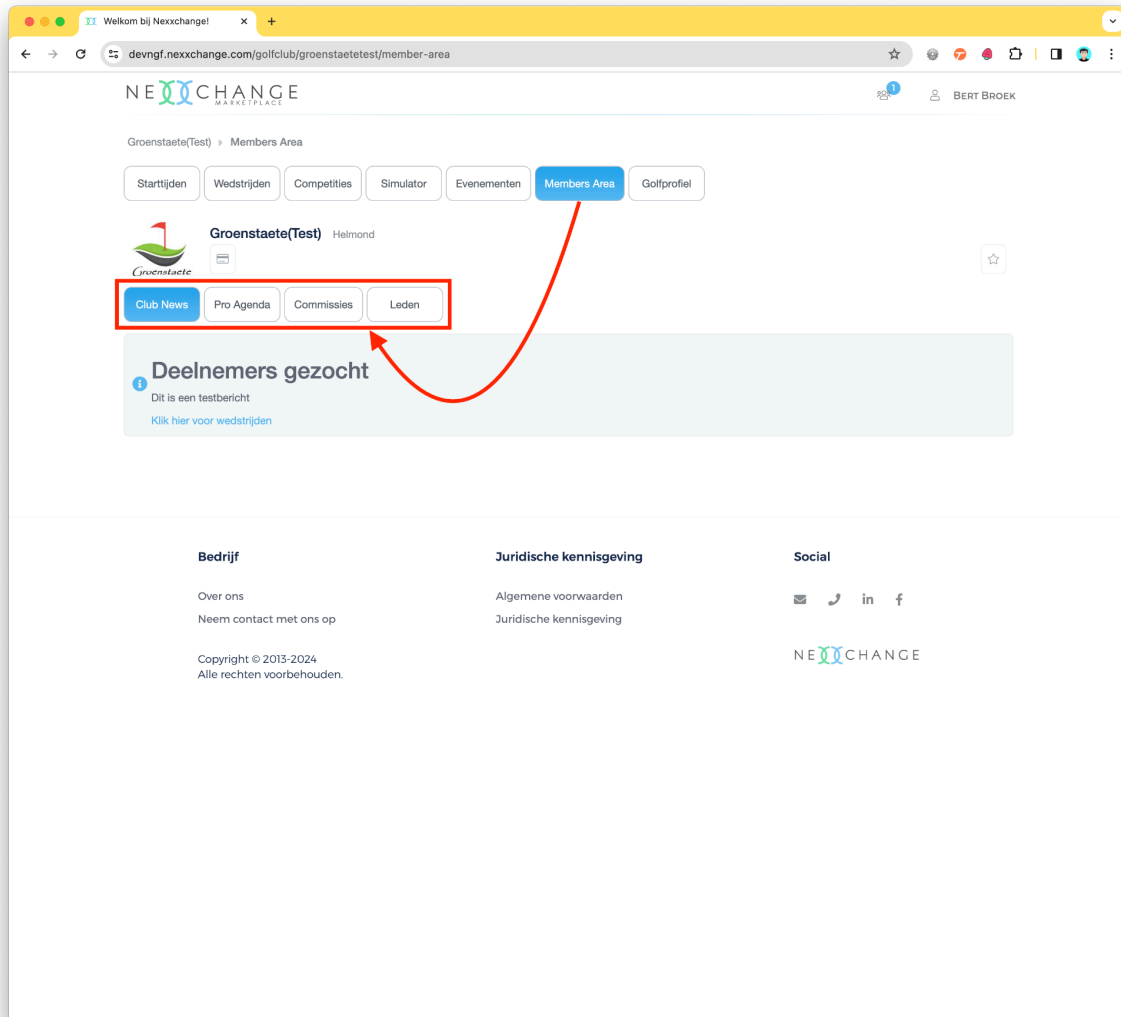 Welkom bij Nexxchange!
devngf.nexxchange.com/golfclub/groenstaetetest/member-area
NEXXCHANGE
MARKETPLACE
1
BERT BROEK
Groenstaete(Test) Members Area
Starttijden Wedstrijden Competities Simulator Evenementen Members Area Golfprofiel
Groenstaete(Test) Helmond
Groenstaete
Club News Pro Agenda Commissies Leden
Deelnemers gezocht
Dit is een testbericht
Klik hier voor wedstrijden
Bedrijf Juridische kennisgeving Social
Over ons Algemene voorwaarden
Neem contact met ons op Juridische kennisgeving
Copyright © 2013-2024
Alle rechten voorbehouden.
NEXXCHANGE